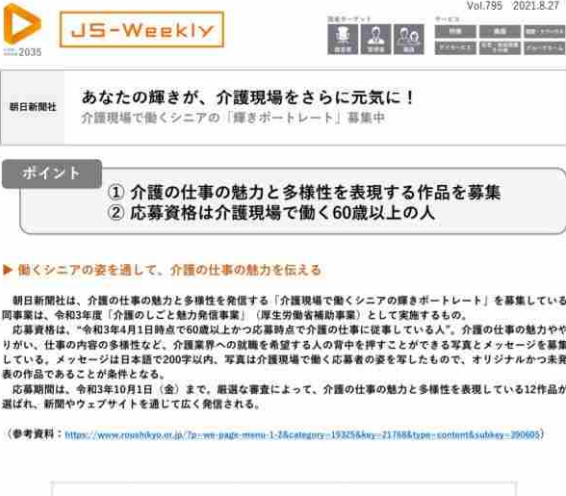 Vol.795 2021.8.27
JS-Weekly
2035
朝日新聞社
あなたの輝きが、介護現場をさらに元気に！
介護現場で働くシニアの「輝きポートレート」募集中
ポイント
① 介護の仕事の魅力と多様性を表現する作品を募集
② 応募資格は介護現場で働く60歳以上の人
▶ 働くシニアの姿を通して、介護の仕事の魅力を伝える
朝日新聞社は、介護の仕事の魅力と多様性を発信する「介護現場で働くシニアの輝きポートレート」を募集している
同事業は、令和3年度「介護のしごと魅力発信事業」（厚生労働省補助事業）として実施するもの。
応募資格は、“令和3年4月1日時点で60歳以上かつ応募時点で介護の仕事に従事している人”。介護の仕事の魅力やや
りがい、仕事の内容の多様性など、介護業界への就職を希望する人の背中を押すことができる写真とメッセージを募集
している。メッセージは日本語で200字以内、写真は介護現場で働く応募者の姿を写したもので、オリジナルかつ未発
表の作品であることが条件となる。
応募期間は、令和3年10月1日（金）まで。厳選な審査によって、介護の仕事の魅力と多様性を表現している12作品が
選ばれ、新聞やウェブサイトを通じて広く発信される。
（参考資料：https://www.roushikyo.or.jp/?p=we-page-menu-1-2&category=19325&key=21768&type=content&subkey=390605）